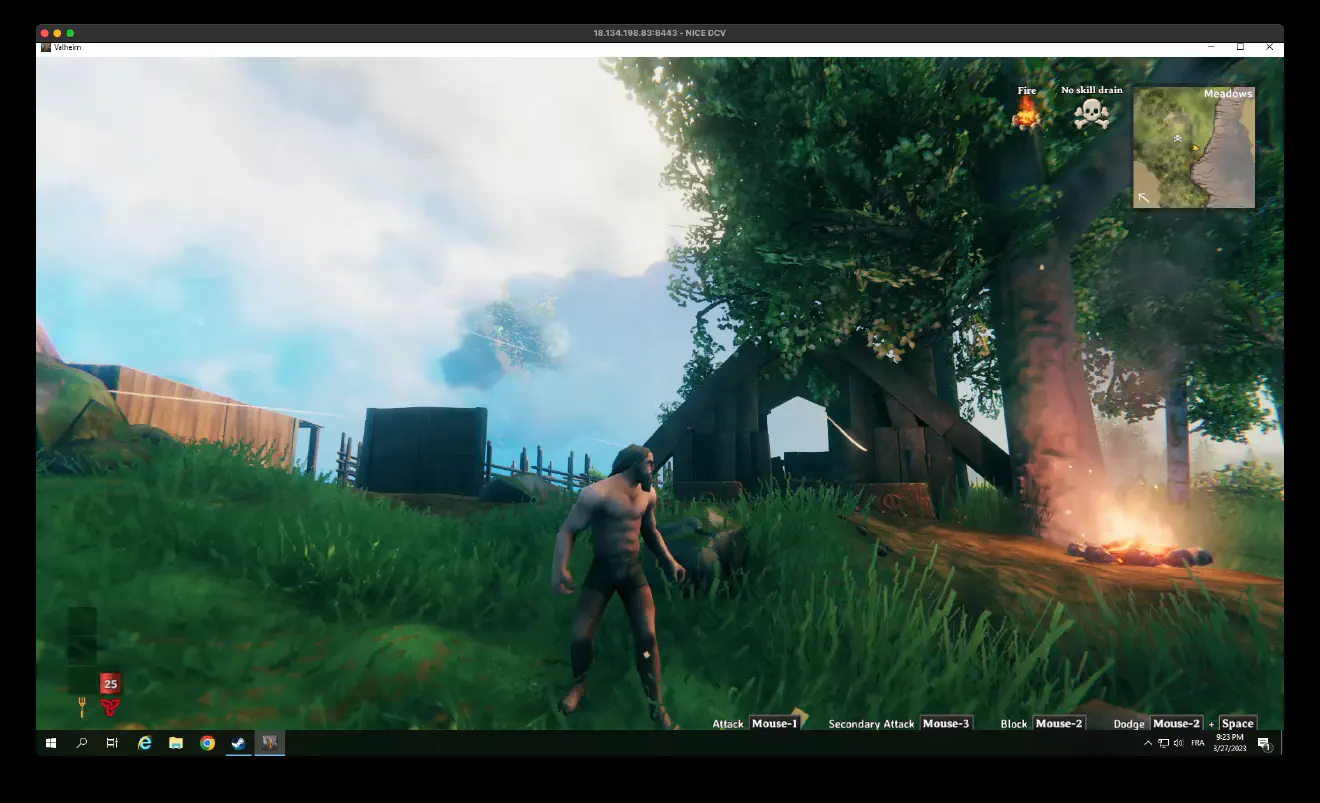 18.134.198.83:8443 - NICE DCV
Valheim
Fire
No skill drain
Meadows
25
Attack Mouse-1 Secondary Attack Mouse-3 Block Mouse-2 Dodge Mouse-2 + Space
FRA
9:23 PM
3/27/2023
1